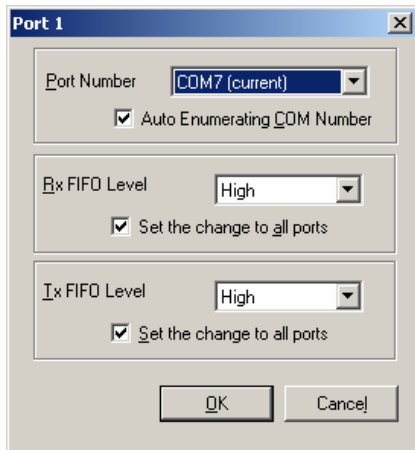 Port 1
Port Number COM7 (current)
Auto Enumerating COM Number
Rx FIFO Level High
Set the change to all ports
Tx FIFO Level High
Set the change to all ports
OK Cancel